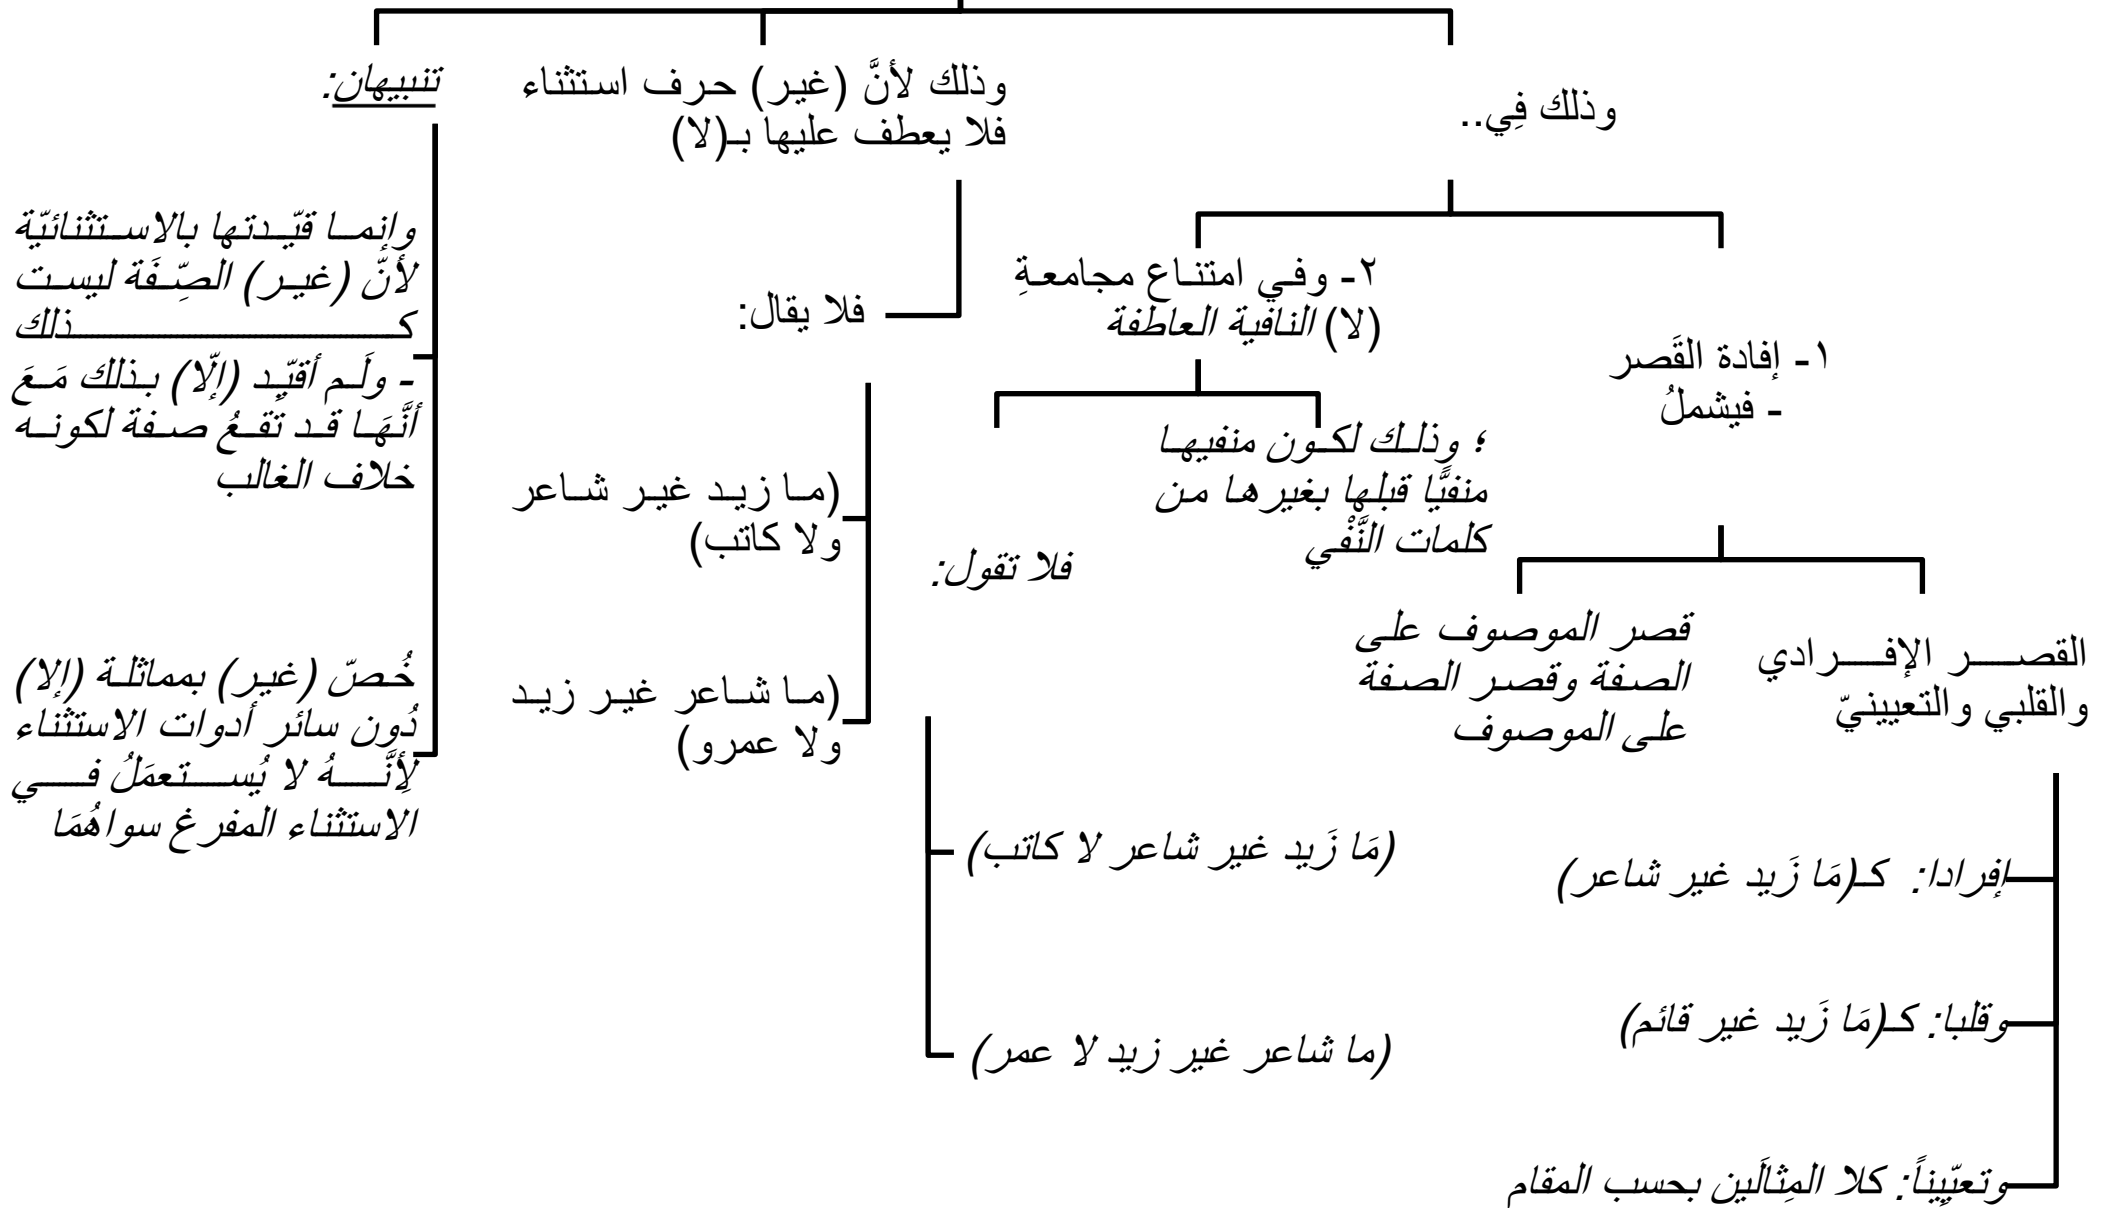 وذلك فِي..
١- إفادة القَصر
- فيشملُ
القصر الإفرادي
والقلبي والتعيينيّ
إفرادا: كـ(مَا زَيد غير شاعر)
وقلبا: كـ(مَا زَيد غير قائم)
وتعيّيناً: كلا المِثالَين بحسب المقام
قصر الموصوف على
الصفة وقصر الصفة
على الموصوف
٢- وفي امتناع مجامعةِ
(لا) النافية العاطفة
؛ وذلك لكون منفيها
منفيًّا قبلها بغيرها من
كلمات النَّفْي
فلا تقول:
(مَا زَيد غير شاعر لا كاتب)
(ما شاعر غير زيد لا عمر)
وذلك لأنَّ (غير) حرف استثناء
فلا يعطف عليها بـ(لا)
فلا يقال:
(ما زيد غير شاعر
ولا كاتب)
(ما شاعر غير زيد
ولا عمرو)
تنبيهان:
وإنما قيّدتها بالاستثنائيّة
لأنّ (غير) الصِّفَة ليست
كذلك
- ولَم أقيّد (إلّا) بذلك مَعَ
أنَّهَا قد تقعُ صفة لكونه
خلاف الغالب
خُصّ (غير) بمماثلة (إلا)
دُون سائر أدوات الاستثناء
لِأنَّهُ لا يُستعمَلُ في
الاستثناء المفرغ سواهُمَا